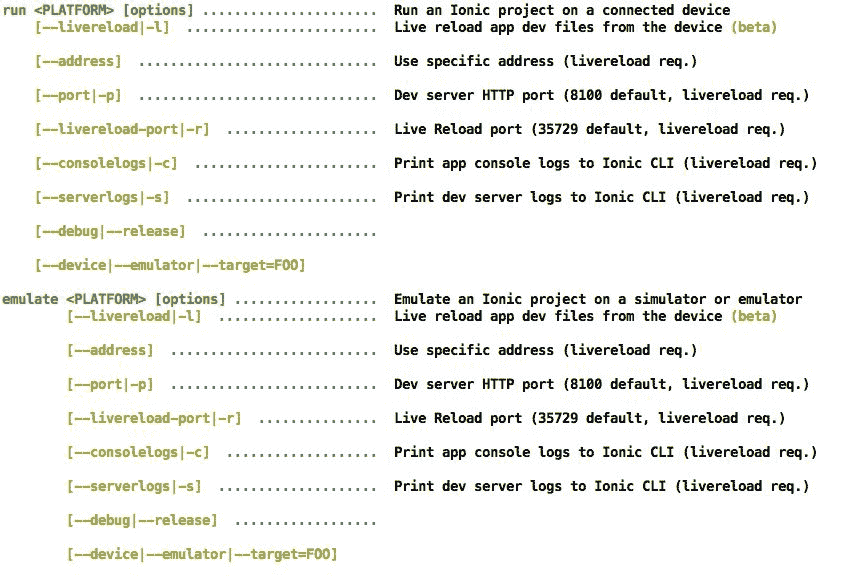 run <PLATFORM> [options] ...................... Run an Ionic project on a connected device
[--livereload|-l] ........................ Live reload app dev files from the device (beta)
[--address] .............................. Use specific address (livereload req.)
[--port|-p] .............................. Dev server HTTP port (8100 default, livereload req.)
[--livereload-port|-r] ................... Live Reload port (35729 default, livereload req.)
[--consolelogs|-c] ....................... Print app console logs to Ionic CLI (livereload req.)
[--serverlogs|-s] ........................ Print dev server logs to Ionic CLI (livereload req.)
[--debug|--release] ......................
[--device|--emulator|--target=FOO]
emulate <PLATFORM> [options] .................. Emulate an Ionic project on a simulator or emulator
[--livereload|-l] .................... Live reload app dev files from the device (beta)
[--address] .......................... Use specific address (livereload req.)
[--port|-p] .......................... Dev server HTTP port (8100 default, livereload req.)
[--livereload-port|-r] ............... Live Reload port (35729 default, livereload req.)
[--consolelogs|-c] ................... Print app console logs to Ionic CLI (livereload req.)
[--serverlogs|-s] .................... Print dev server logs to Ionic CLI (livereload req.)
[--debug|--release] ..................
[--device|--emulator|--target=FOO]